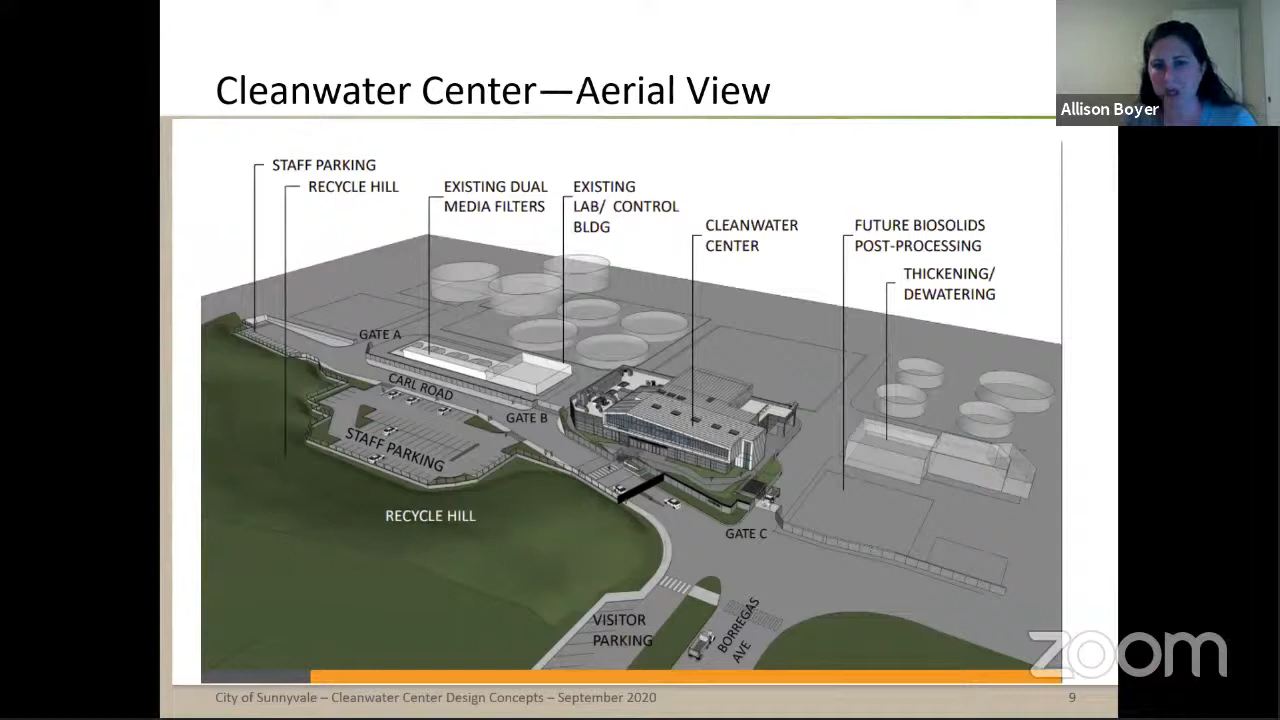 Cleanwater Center—Aerial View
Allison Boyer
STAFF PARKING
RECYCLE HILL
EXISTING DUAL
MEDIA FILTERS
EXISTING
LAB/ CONTROL
BLDG
CLEANWATER
CENTER
FUTURE BIOSOLIDS
POST-PROCESSING
THICKENING/
DEWATERING
GATE A
CARL ROAD
GATE B
STAFF PARKING
RECYCLE HILL
GATE C
VISITOR
PARKING
BORREGAS
AVE
zoom
City of Sunnyvale – Cleanwater Center Design Concepts – September 2020
9